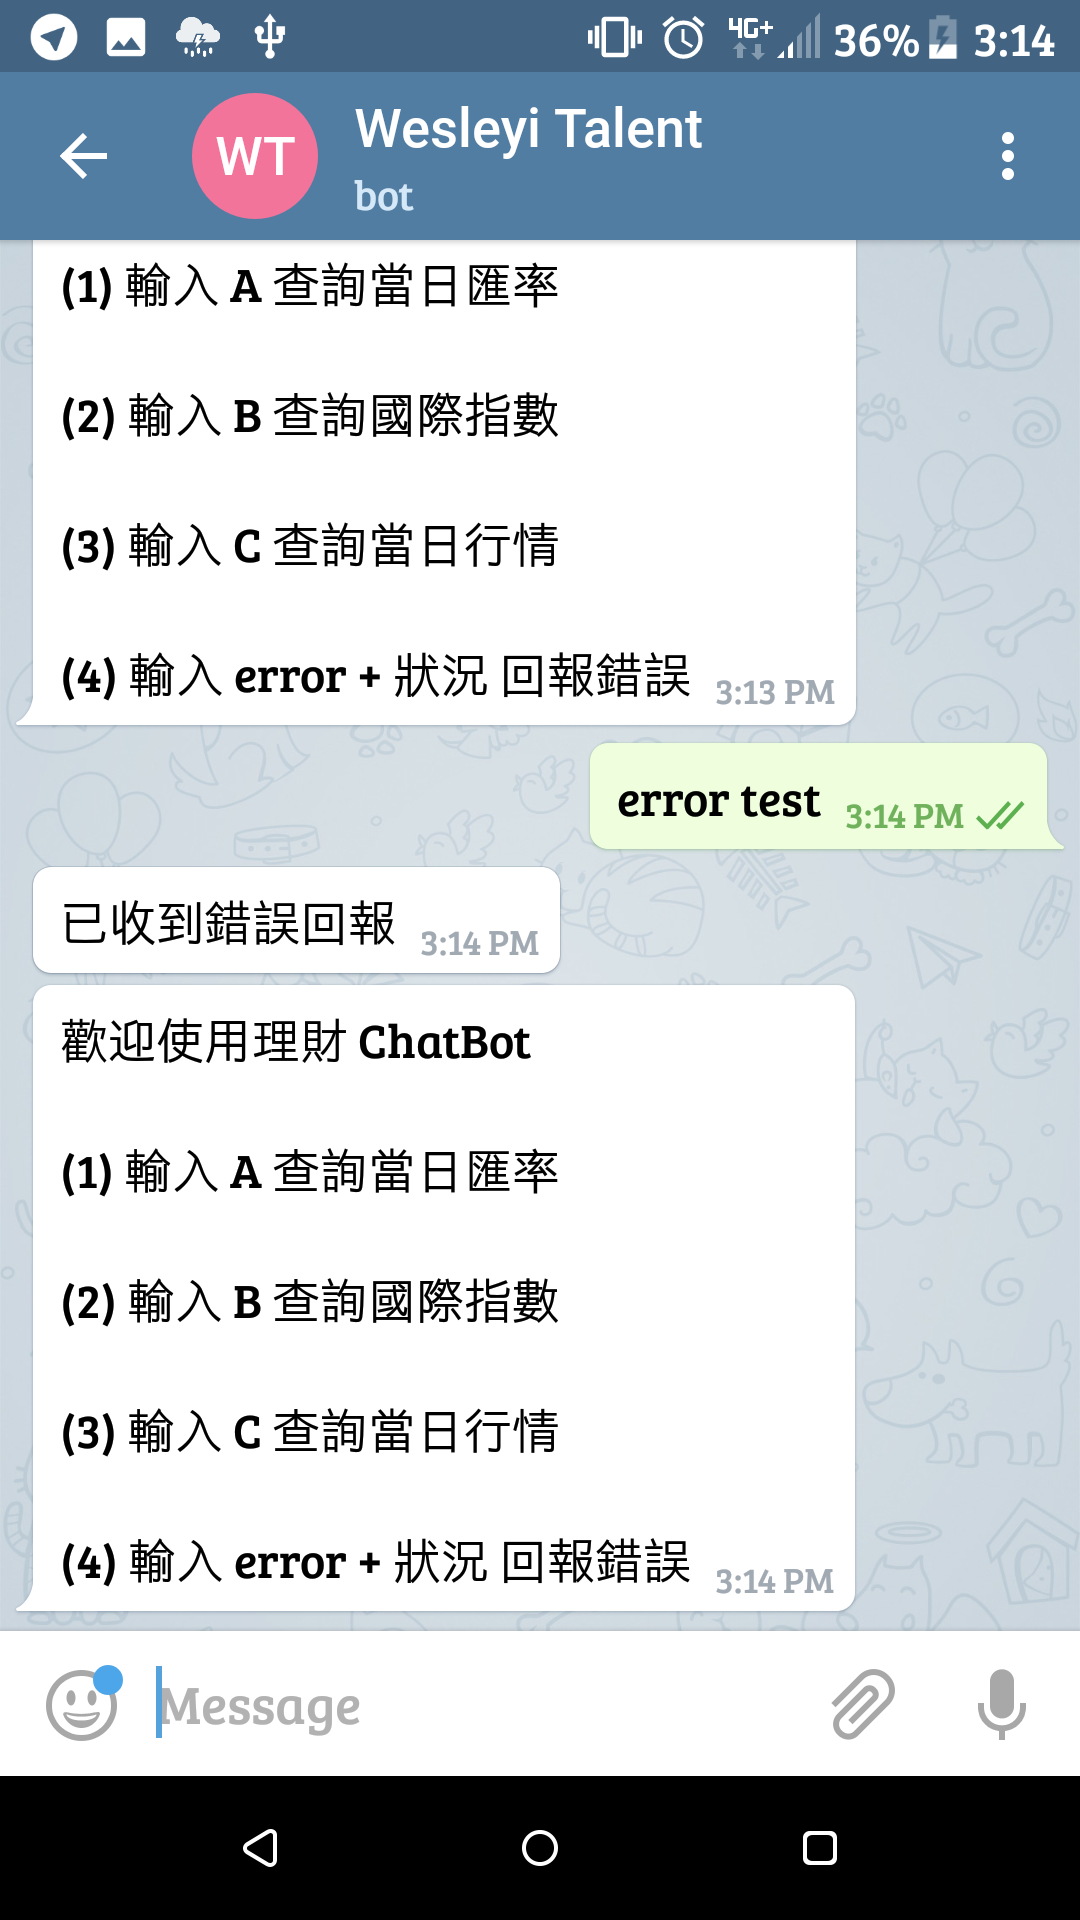 4G+ 36% 3:14
WT
Wesleyi Talent
bot
(1) 輸入 A 查詢當日匯率
(2) 輸入 B 查詢國際指數
(3) 輸入 C 查詢當日行情
(4) 輸入 error + 狀況 回報錯誤 3:13 PM
error test 3:14 PM
已收到錯誤回報 3:14 PM
歡迎使用理財 ChatBot
(1) 輸入 A 查詢當日匯率
(2) 輸入 B 查詢國際指數
(3) 輸入 C 查詢當日行情
(4) 輸入 error + 狀況 回報錯誤 3:14 PM
Message